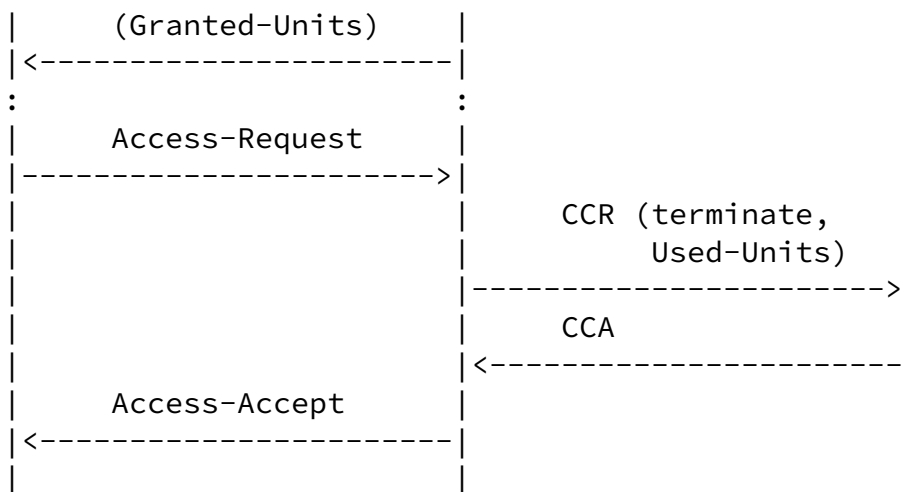 (Granted-Units)
Access-Request
CCR (terminate,
Used-Units)
CCA
Access-Accept